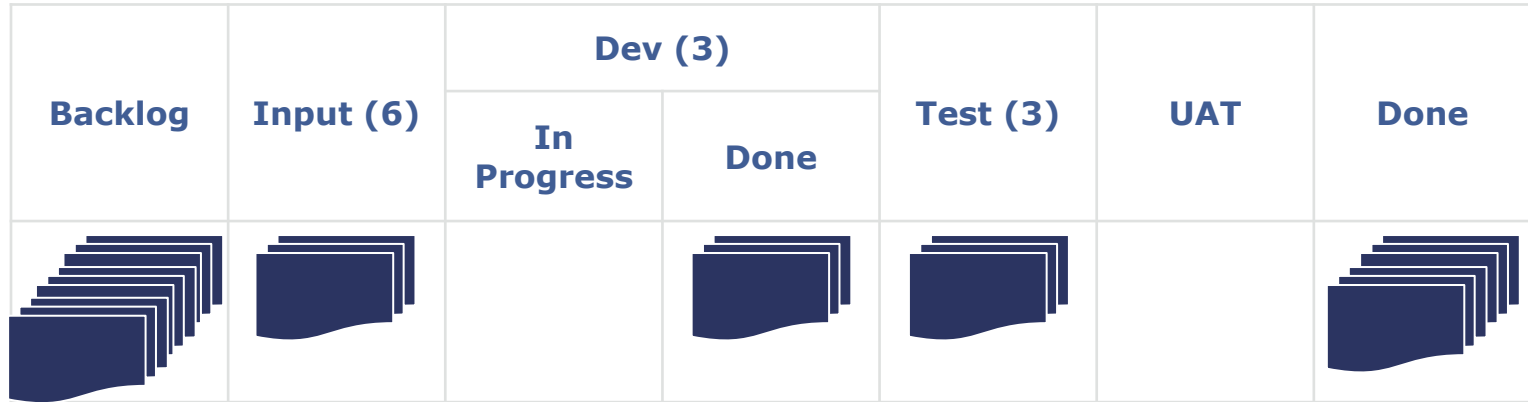 Backlog
Input (6)
Dev (3)
In
Progress
Done
Test (3)
UAT
Done